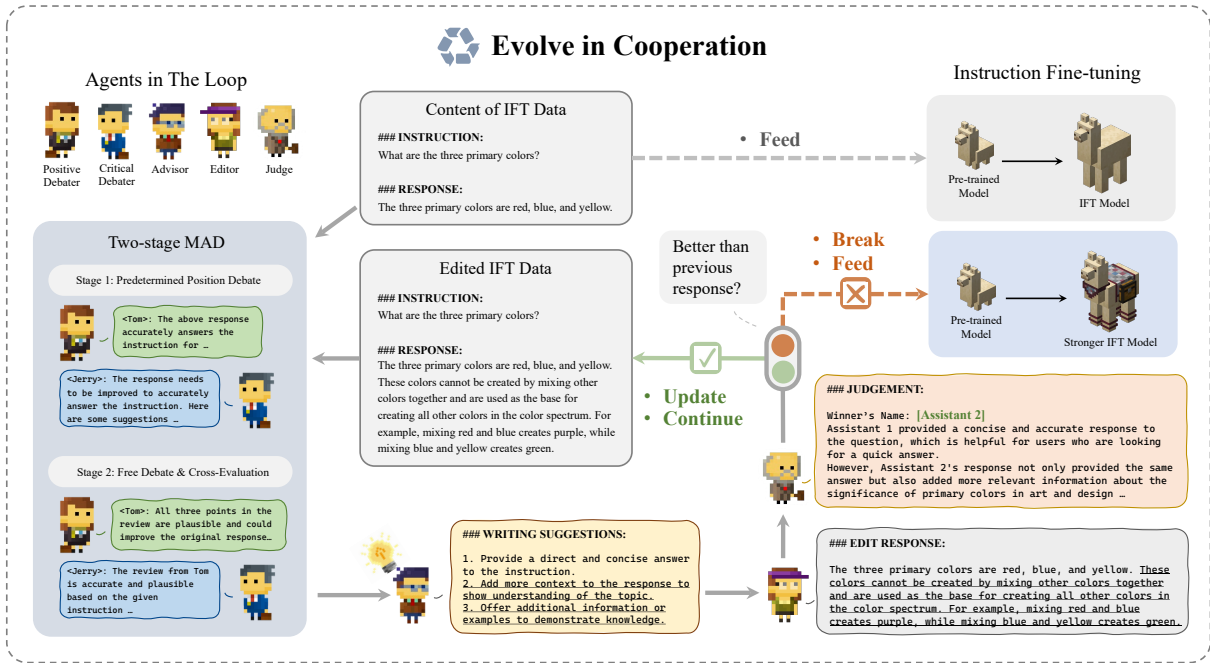 Evolve in Cooperation
Agents in The Loop
Positive
Debater
Critical
Debater
Advisor
Editor
Judge
Content of IFT Data
### INSTRUCTION:
What are the three primary colors?
### RESPONSE:
The three primary colors are red, blue, and yellow.
• Feed
Instruction Fine-tuning
Pre-trained
Model
IFT Model
Two-stage MAD
Stage 1: Predetermined Position Debate
<Tom>: The above response
accurately answers the
instruction for …
<Jerry>: The response needs
to be improved to accurately
answer the instruction. Here
are some suggestions …
Stage 2: Free Debate & Cross-Evaluation
<Tom>: All three points in the
review are plausible and could
improve the original response…
<Jerry>: The review from Tom
is accurate and plausible
based on the given
instruction …
Edited IFT Data
### INSTRUCTION:
What are the three primary colors?
### RESPONSE:
The three primary colors are red, blue, and yellow.
These colors cannot be created by mixing other
colors together and are used as the base for
creating all other colors in the color spectrum. For
example, mixing red and blue creates purple, while
mixing blue and yellow creates green.
Better than
previous
response?
• Break
• Feed
• Update
• Continue
Pre-trained
Model
Stronger IFT Model
### WRITING SUGGESTIONS:
1. Provide a direct and concise answer
to the instruction.
2. Add more context to the response to
show understanding of the topic.
3. Offer additional information or
examples to demonstrate knowledge.
### JUDGEMENT:
Winner's Name: [Assistant 2]
Assistant 1 provided a concise and accurate response to
the question, which is helpful for users who are looking
for a quick answer.
However, Assistant 2's response not only provided the same
answer but also added more relevant information about the
significance of primary colors in art and design …
### EDIT RESPONSE:
The three primary colors are red, blue, and yellow. These
colors cannot be created by mixing other colors together
and are used as the base for creating all other colors in
the color spectrum. For example, mixing red and blue
creates purple, while mixing blue and yellow creates green.